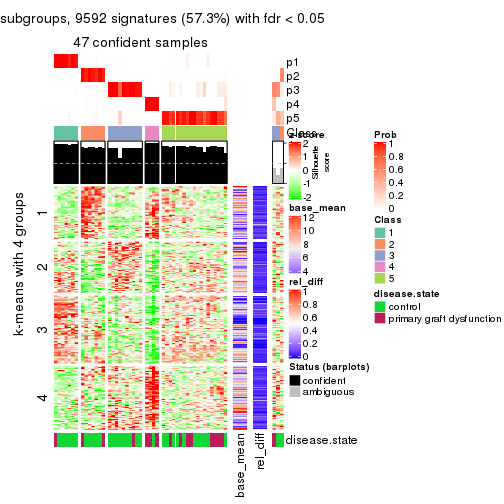 subgroups, 9592 signatures (57.3%) with fdr < 0.05
47 confident samples
p1
p2
p3
p4
p5
Class
1
2
3
4
k-means with 4 groups
z-score
2
1
0
-1
-2
Silhouette
score
base_mean
12
10
8
6
4
rel_diff
1
0.8
0.6
0.4
0.2
0
Status (barplots)
confident
ambiguous
disease.state
base_mean
rel_diff
Prob
1
0.8
0.6
0.4
0.2
0
Class
1
2
3
4
5
disease.state
control
primary graft dysfunction